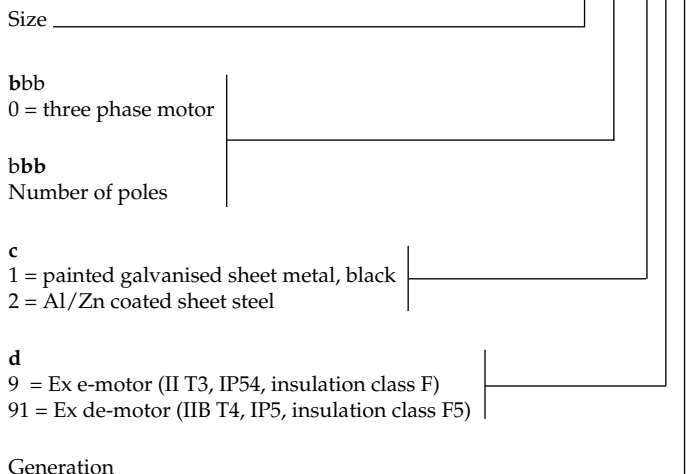 Size
bbb
0 = three phase motor
bbb
Number of poles
c
1 = painted galvanised sheet metal, black
2 = Al/Zn coated sheet steel
d
9 = Ex e-motor (II T3, IP54, insulation class F)
91 = Ex de-motor (IIB T4, IP5, insulation class F5)
Generation